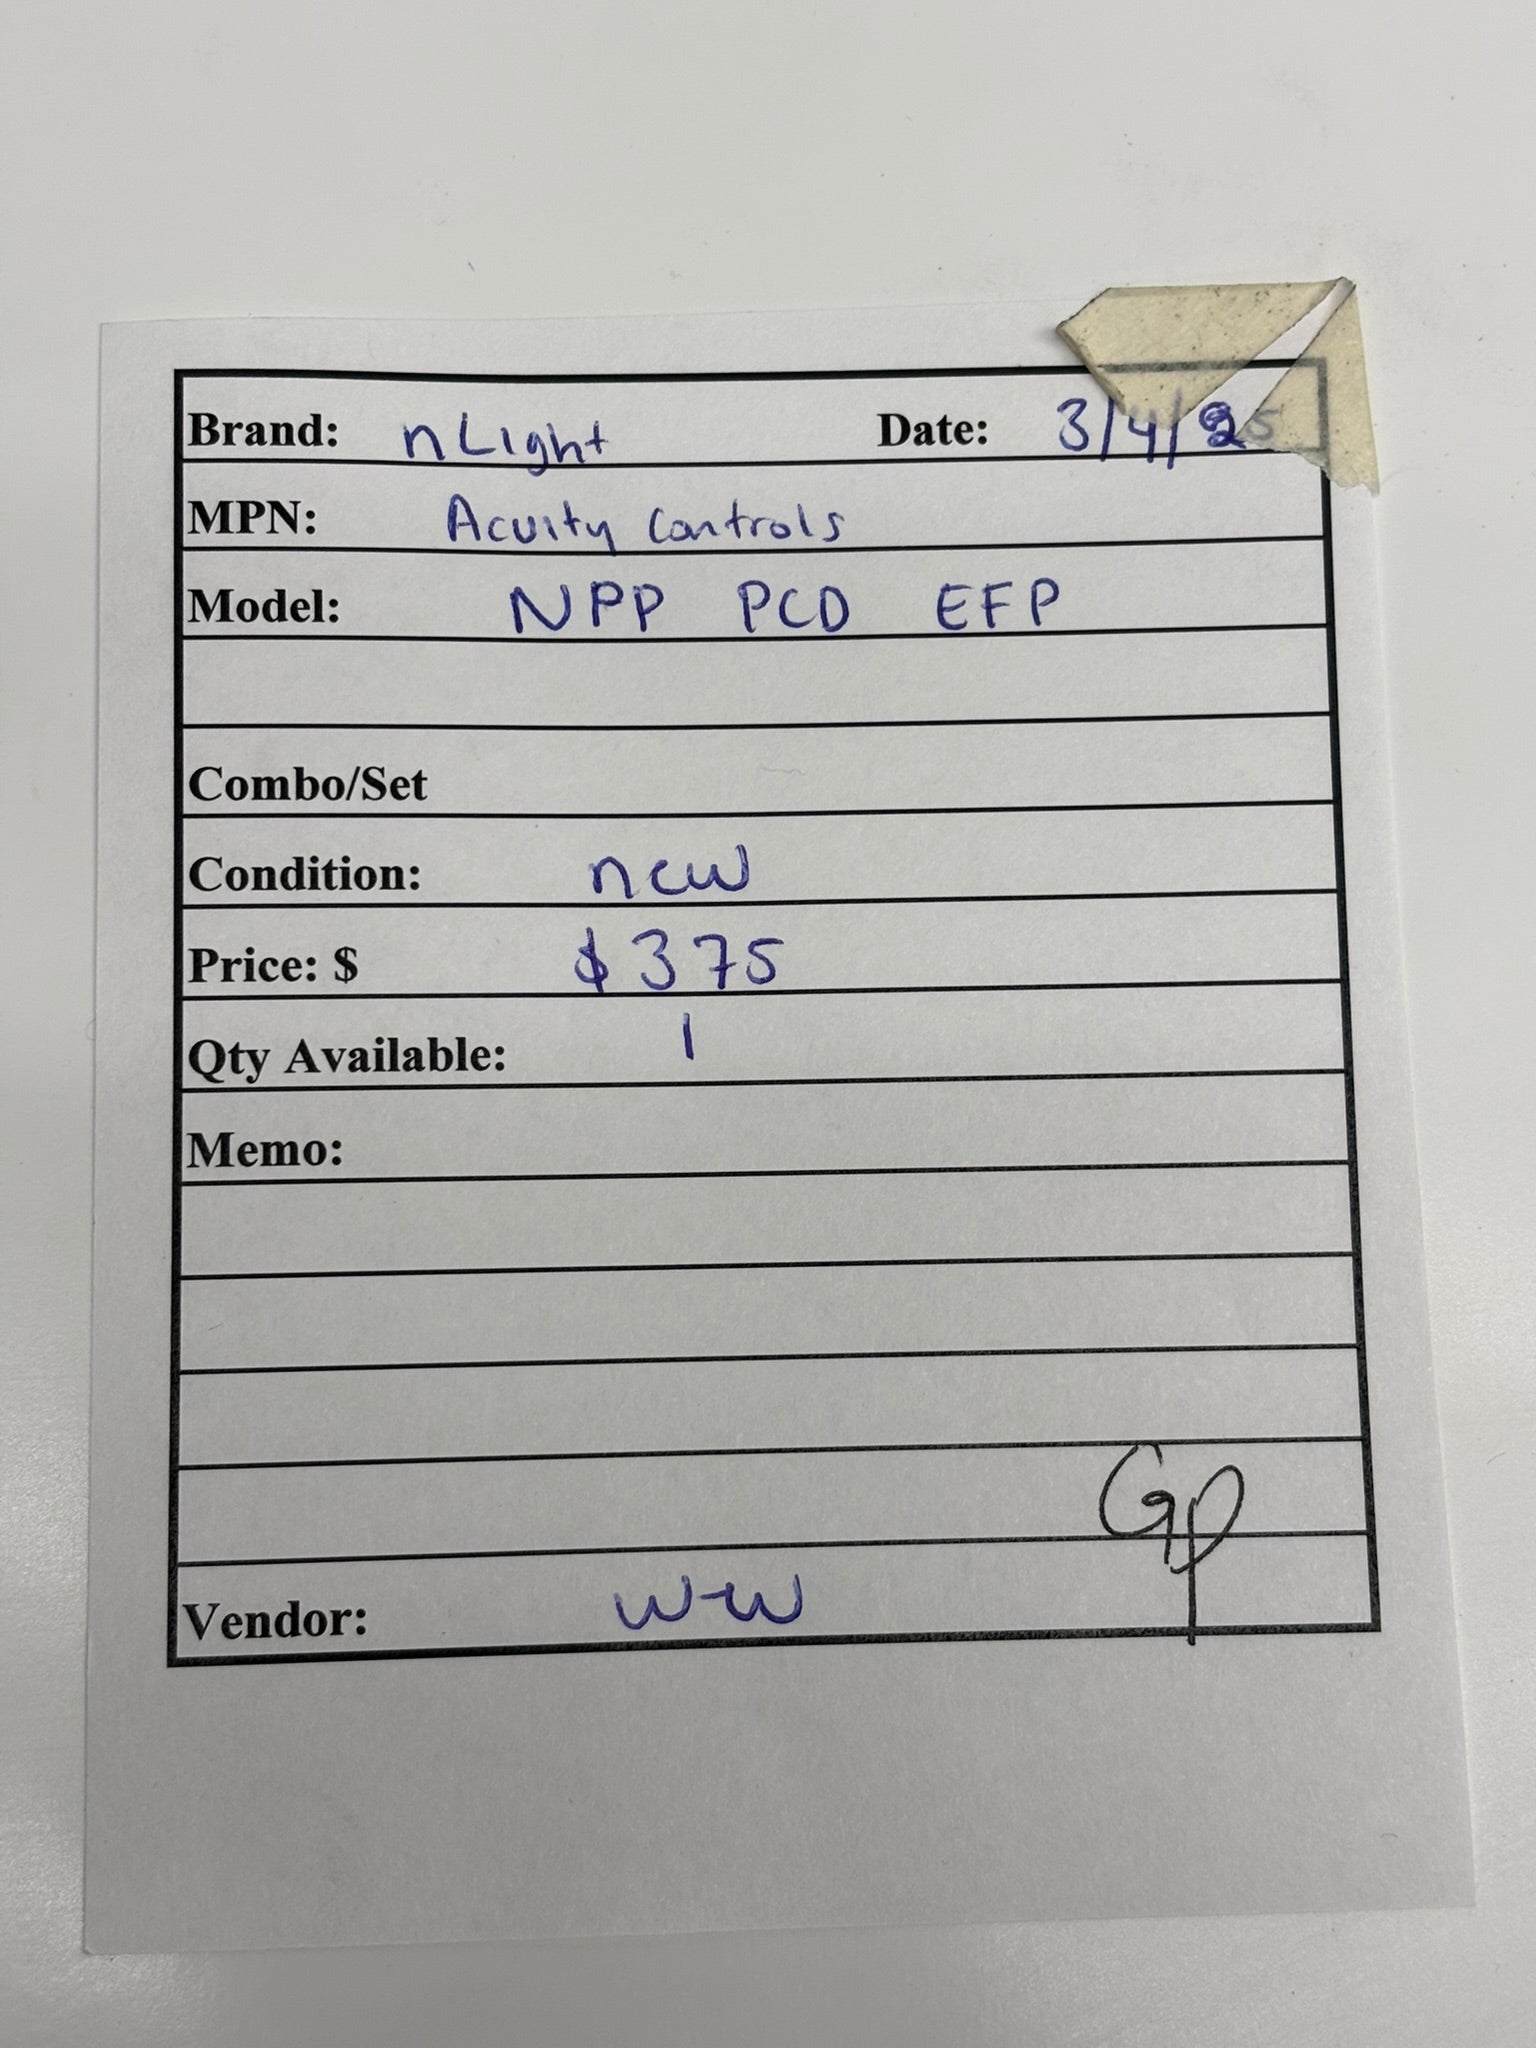 Brand: nLight Date: 3/4/25
MPN: Acuity Controls
Model: NPP PCD EFP
Combo/Set
Condition: new
Price: $ $375
Qty Available: 1
Memo:
GP
Vendor: W-W